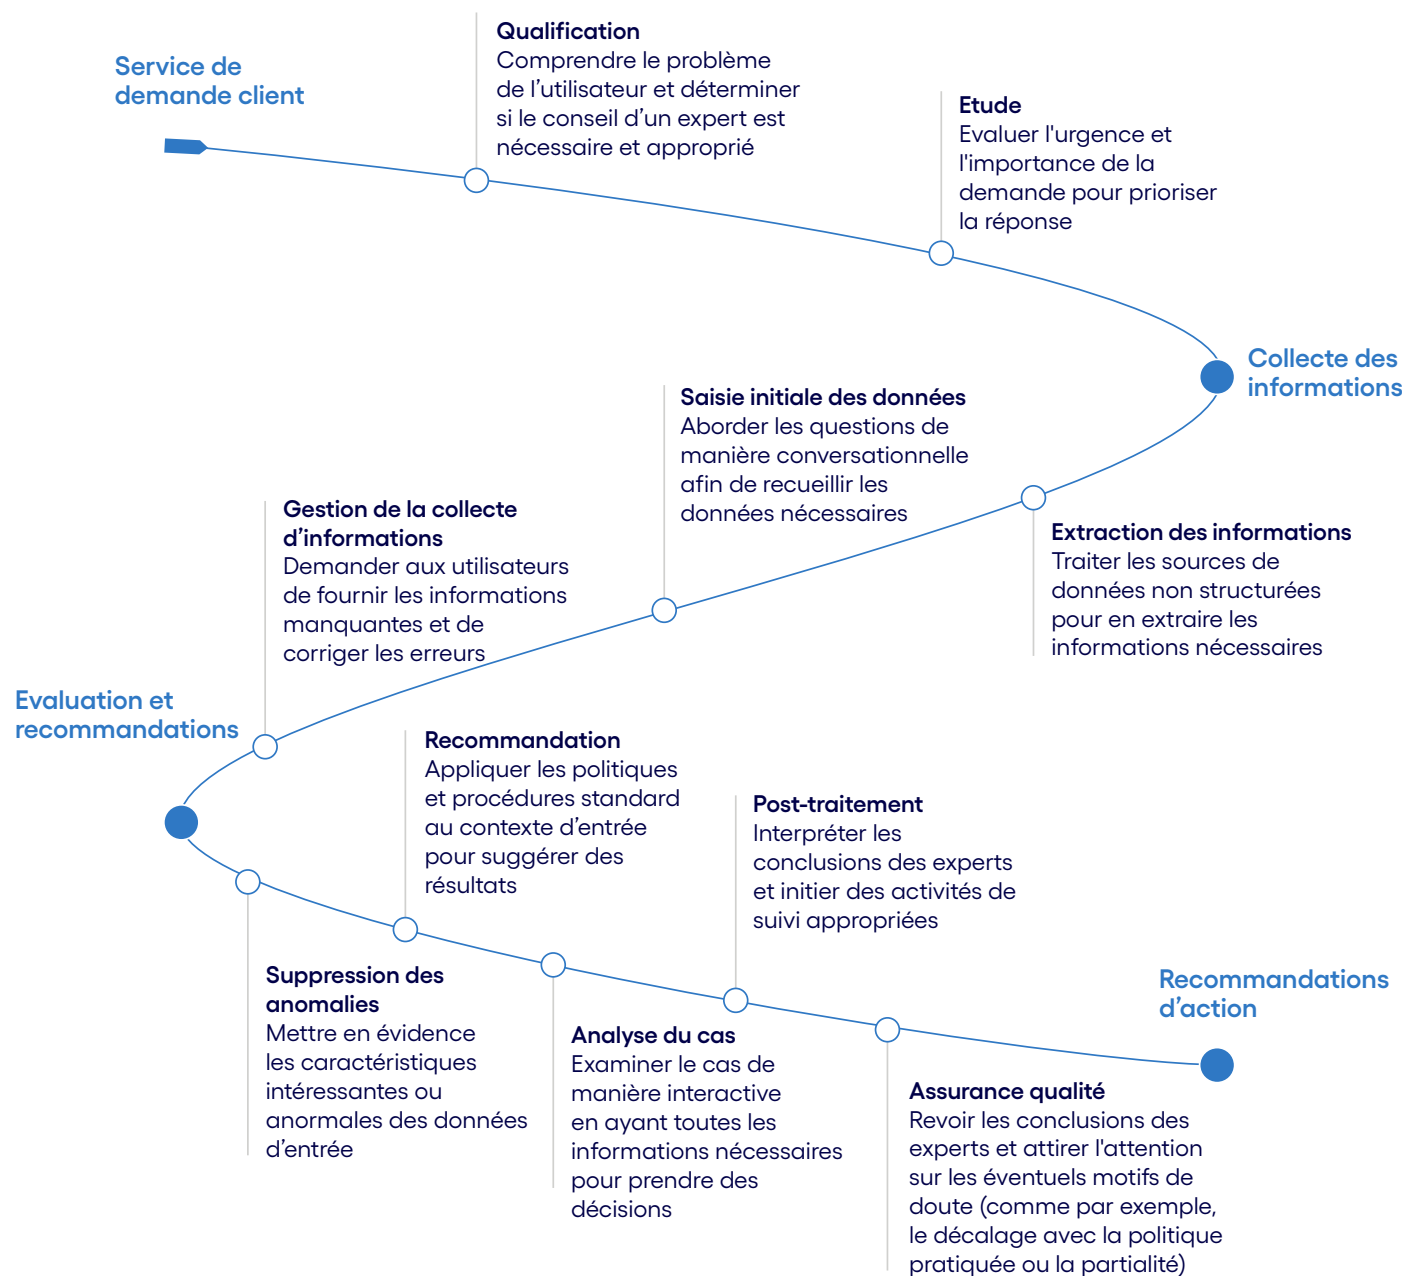 Service de
demande client
Qualification
Comprendre le problème
de l’utilisateur et déterminer
si le conseil d’un expert est
nécessaire et approprié
Etude
Evaluer l'urgence et
l'importance de la
demande pour prioriser
la réponse
Collecte des
informations
Extraction des informations
Traiter les sources de
données non structurées
pour en extraire les
informations nécessaires
Saisie initiale des données
Aborder les questions de
manière conversationnelle
afin de recueillir les
données nécessaires
Gestion de la collecte
d’informations
Demander aux utilisateurs
de fournir les informations
manquantes et de
corriger les erreurs
Evaluation et
recommandations
Suppression des
anomalies
Mettre en évidence
les caractéristiques
intéressantes ou
anormales des données
d’entrée
Recommandation
Appliquer les politiques
et procédures standard
au contexte d’entrée
pour suggérer des
résultats
Analyse du cas
Examiner le cas de
manière interactive
en ayant toutes les
informations nécessaires
pour prendre des
décisions
Post-traitement
Interpréter les
conclusions des experts
et initier des activités de
suivi appropriées
Assurance qualité
Revoir les conclusions des
experts et attirer l'attention
sur les éventuels motifs de
doute (comme par exemple,
le décalage avec la politique
pratiquée ou la partialité)
Recommandations
d’action